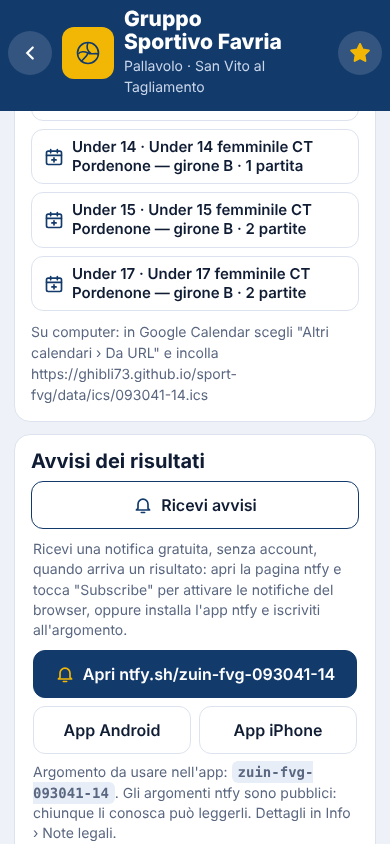 Gruppo
Sportivo Favria
Pallavolo · San Vito al
Tagliamento
Under 14 · Under 14 femminile CT
Pordenone — girone B · 1 partita
Under 15 · Under 15 femminile CT
Pordenone — girone B · 2 partite
Under 17 · Under 17 femminile CT
Pordenone — girone B · 2 partite
Su computer: in Google Calendar scegli "Altri
calendari › Da URL" e incolla
https://ghibli73.github.io/sport-
fvg/data/ics/093041-14.ics
Avvisi dei risultati
Ricevi avvisi
Ricevi una notifica gratuita, senza account,
quando arriva un risultato: apri la pagina ntfy e
tocca "Subscribe" per attivare le notifiche del
browser, oppure installa l'app ntfy e iscriviti
all'argomento.
Apri ntfy.sh/zuin-fvg-093041-14
App Android
App iPhone
Argomento da usare nell'app: zuin-fvg-
093041-14. Gli argomenti ntfy sono pubblici:
chiunque li conosca può leggerli. Dettagli in Info
› Note legali.